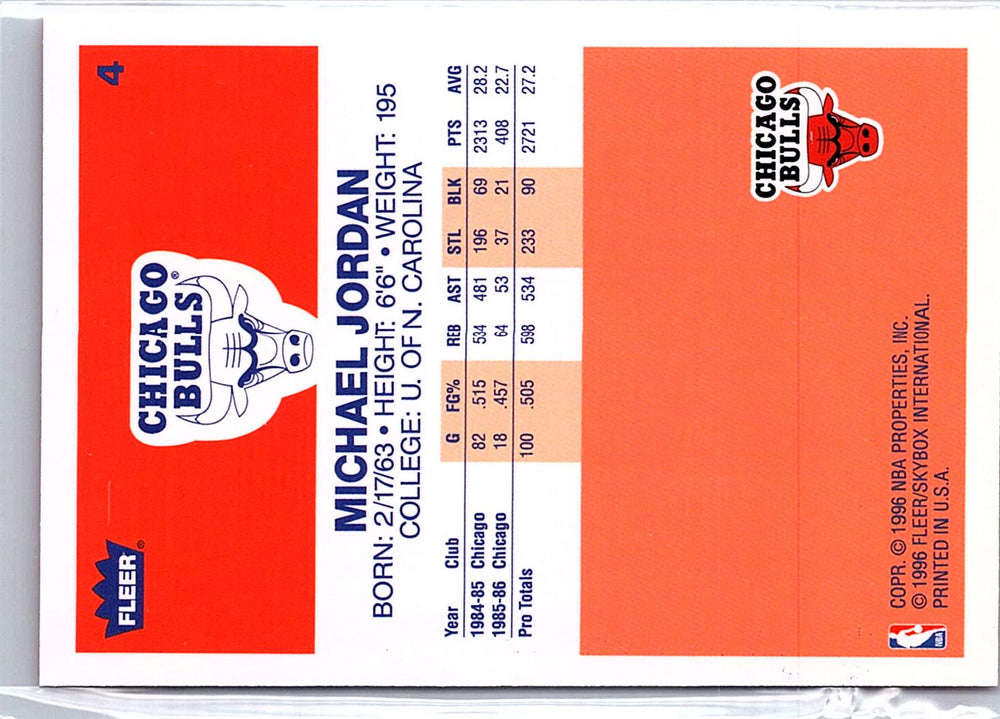 4
CHICAGO
BULLS®
FLEER®
MICHAEL JORDAN
BORN: 2/17/63 • HEIGHT: 6'6" • WEIGHT: 195
COLLEGE: U. OF N. CAROLINA
Year Club G FG% REB AST STL BLK PTS AVG
1984-85 Chicago 82 .515 534 481 196 69 2313 28.2
1985-86 Chicago 18 .457 64 53 37 21 408 22.7
Pro Totals 100 .505 598 534 233 90 2721 27.2
CHICAGO
BULLS
COPR. © 1996 NBA PROPERTIES, INC.
© 1996 FLEER/SKYBOX INTERNATIONAL.
PRINTED IN U.S.A.
NBA